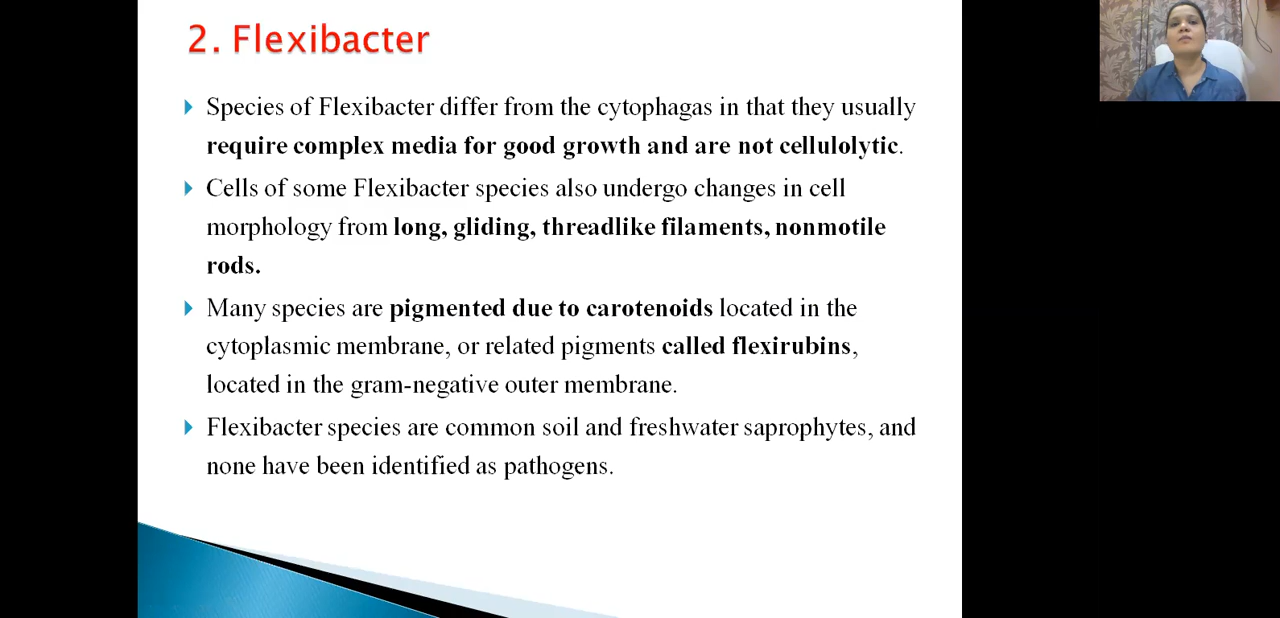 2. Flexibacter
Species of Flexibacter differ from the cytophagas in that they usually
require complex media for good growth and are not cellulolytic.
Cells of some Flexibacter species also undergo changes in cell
morphology from long, gliding, threadlike filaments, nonmotile
rods.
Many species are pigmented due to carotenoids located in the
cytoplasmic membrane, or related pigments called flexirubins,
located in the gram-negative outer membrane.
Flexibacter species are common soil and freshwater saprophytes, and
none have been identified as pathogens.